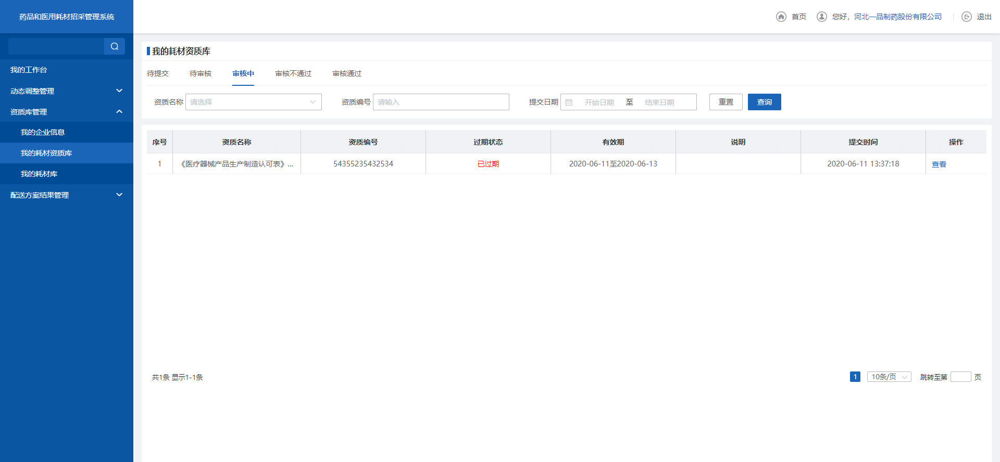 药品和医用耗材招采管理系统
首页 您好，河北一品制药股份有限公司 退出
我的工作台
动态调整管理
资质库管理
我的企业信息
我的耗材资质库
我的耗材库
配送方案结果管理
我的耗材资质库
待提交 待审核 审核中 审核不通过 审核通过
资质名称 请选择 资质编号 请输入 提交日期 开始日期 至 结束日期 重置 查询
序号 资质名称 资质编号 过期状态 有效期 说明 提交时间 操作
1 《医疗器械产品生产制造认可表》... 54355235432534 已过期 2020-06-11至2020-06-13 2020-06-11 13:37:18 查看
共1条 显示1-1条 1 10条/页 跳转至第 页